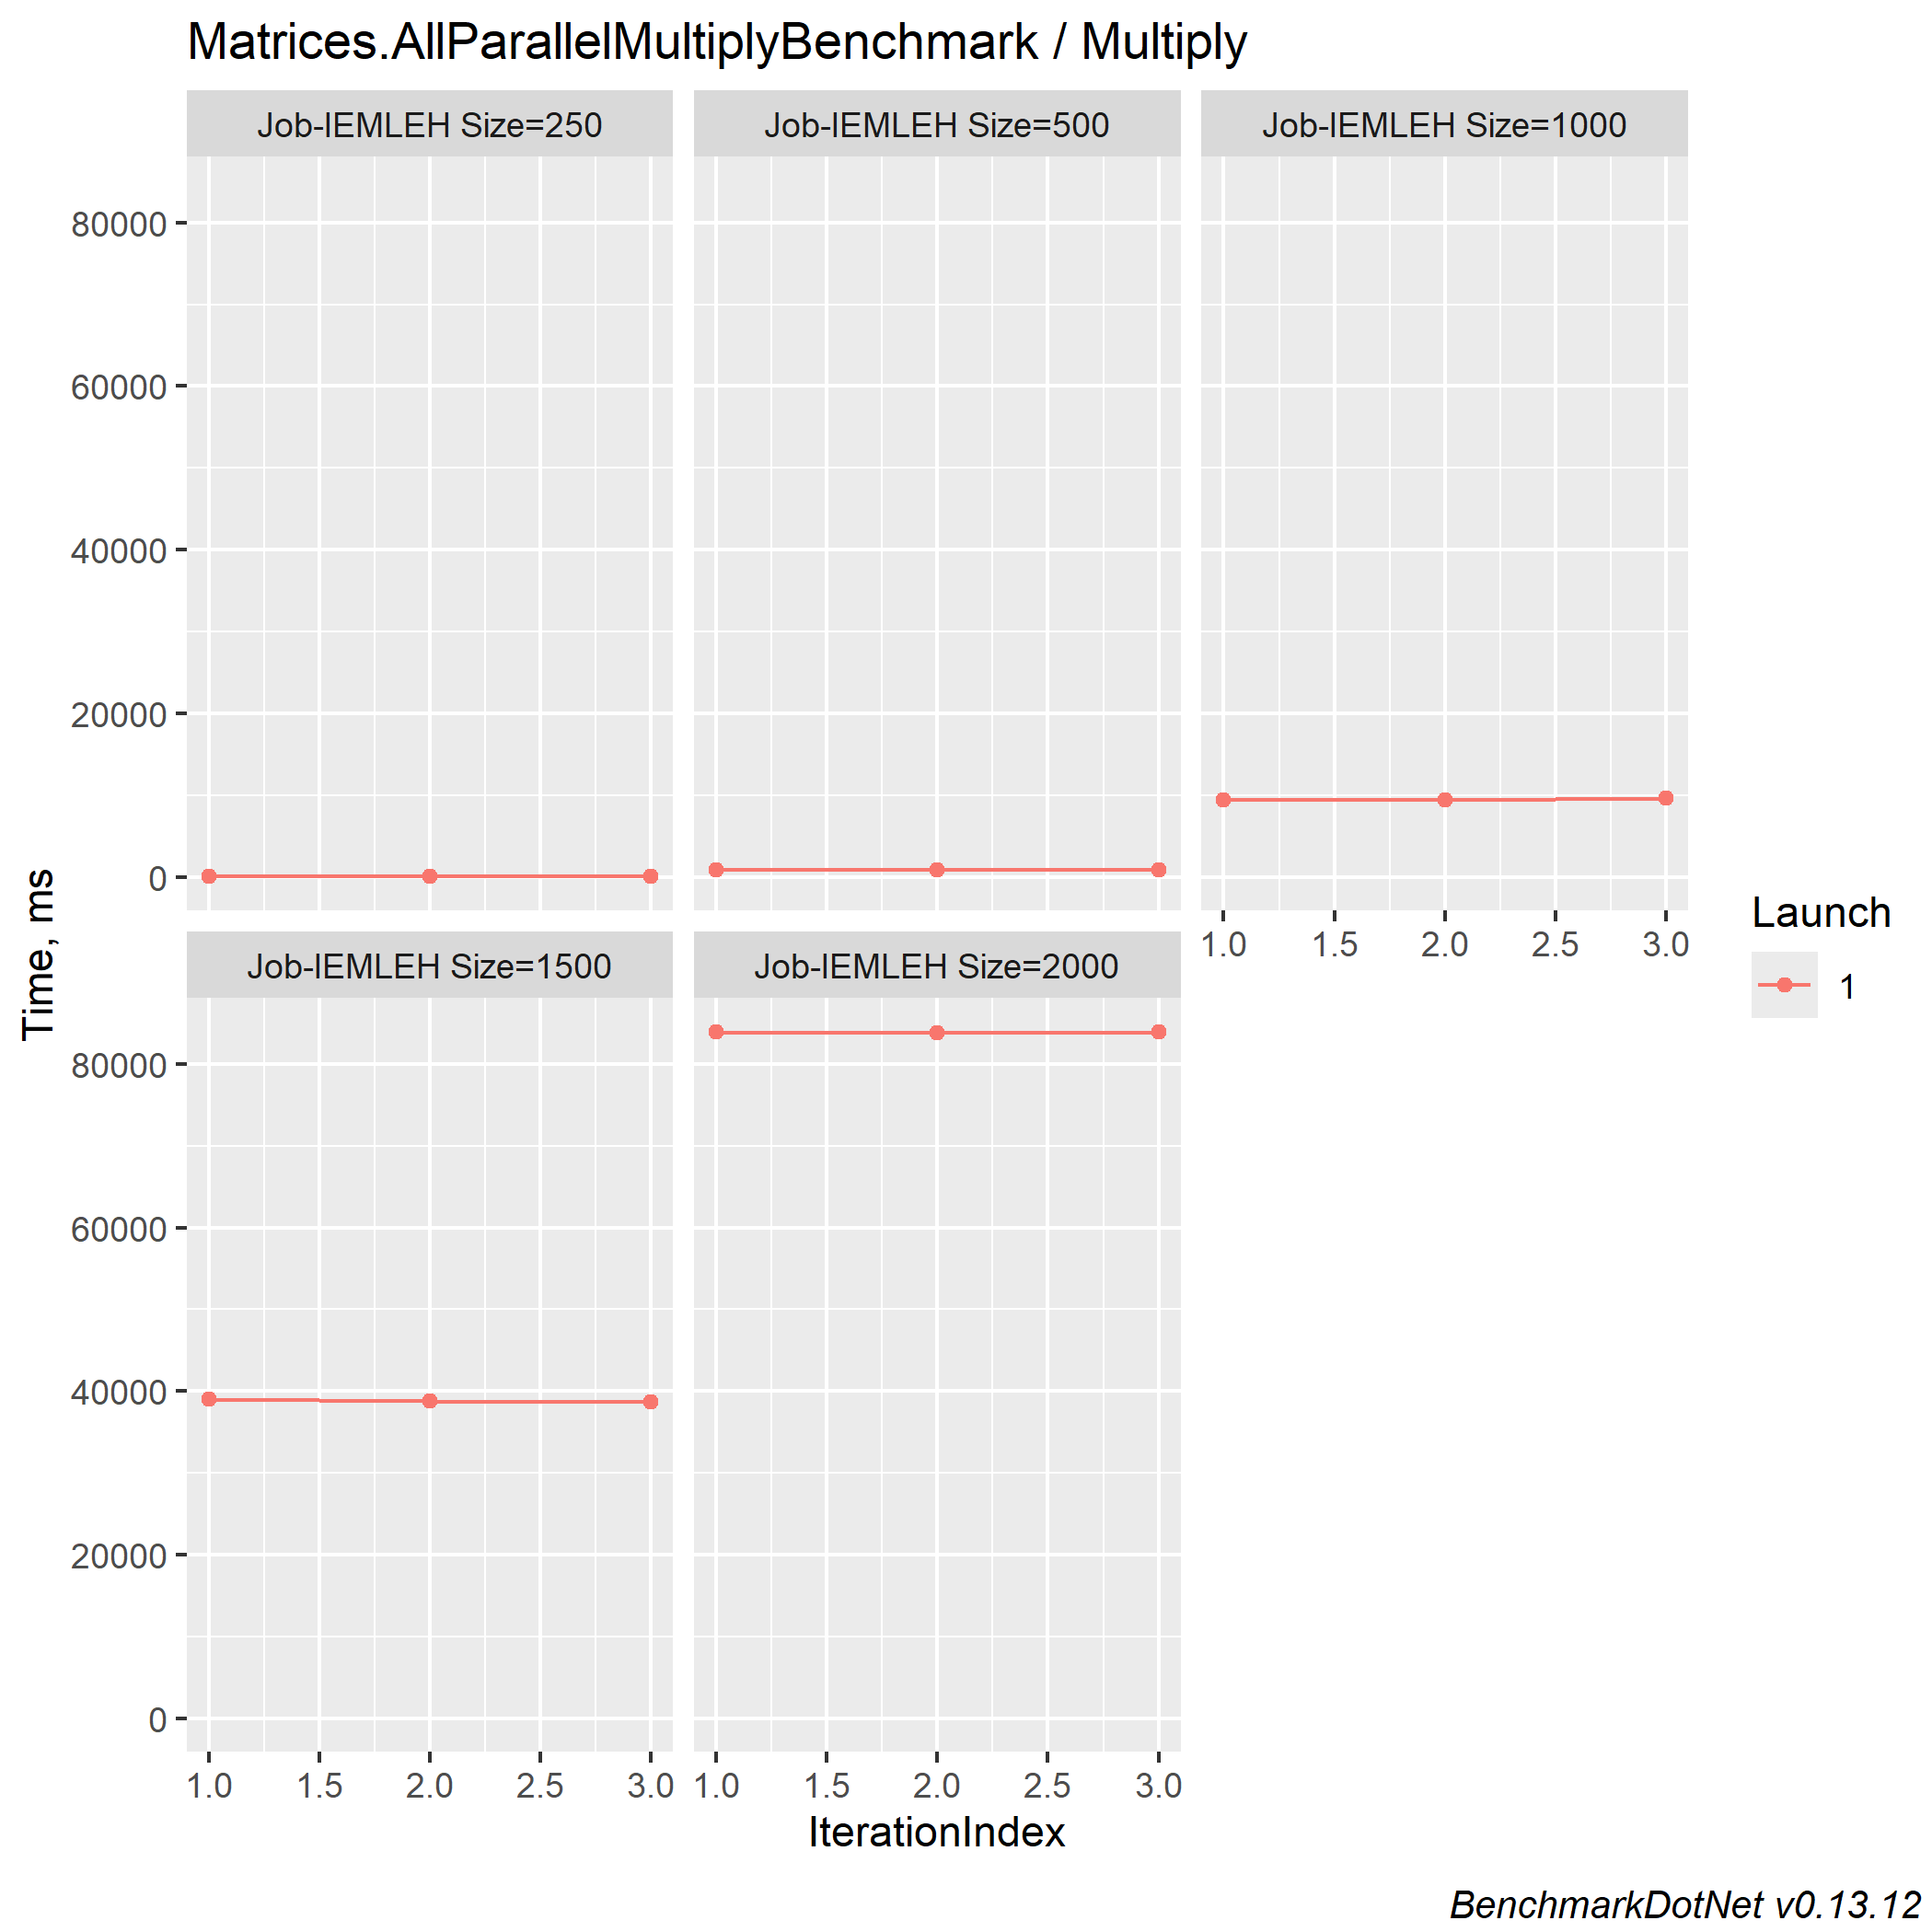 Matrices.AllParallelMultiplyBenchmark / Multiply
Job-IEMLEH Size=250
Job-IEMLEH Size=500
Job-IEMLEH Size=1000
80000
60000
40000
20000
0
1.0 1.5 2.0 2.5 3.0
Time, ms
Launch
1
Job-IEMLEH Size=1500
Job-IEMLEH Size=2000
80000
60000
40000
20000
0
1.0 1.5 2.0 2.5 3.0
1.0 1.5 2.0 2.5 3.0
IterationIndex
BenchmarkDotNet v0.13.12